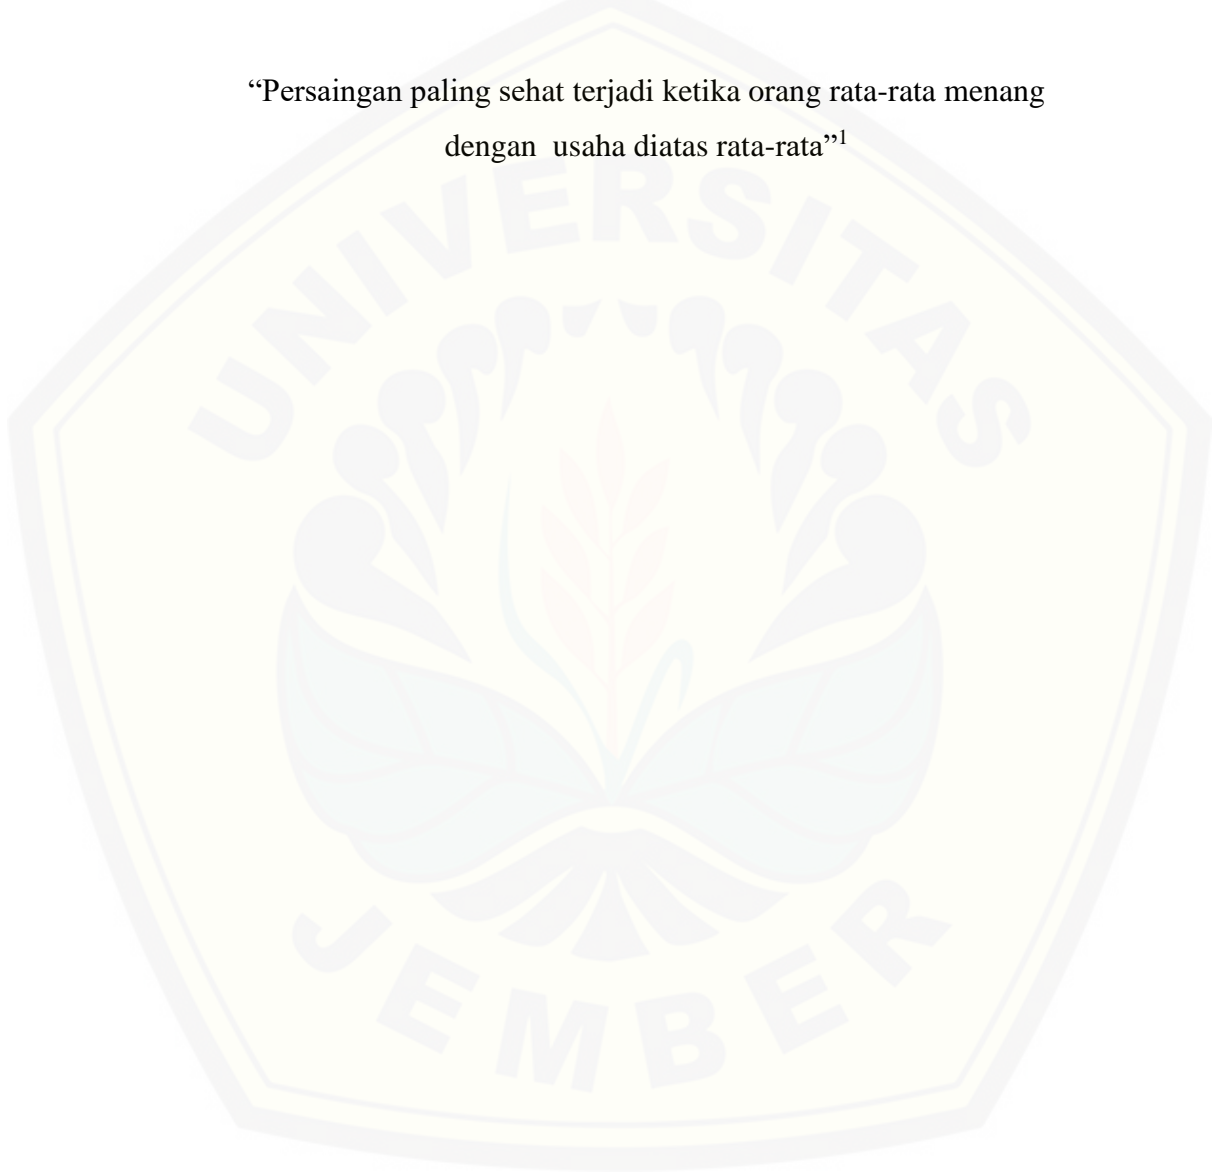 “Persaingan paling sehat terjadi ketika orang rata-rata menang
dengan  usaha diatas rata-rata”¹
UNIVERSITAS
JEMBER